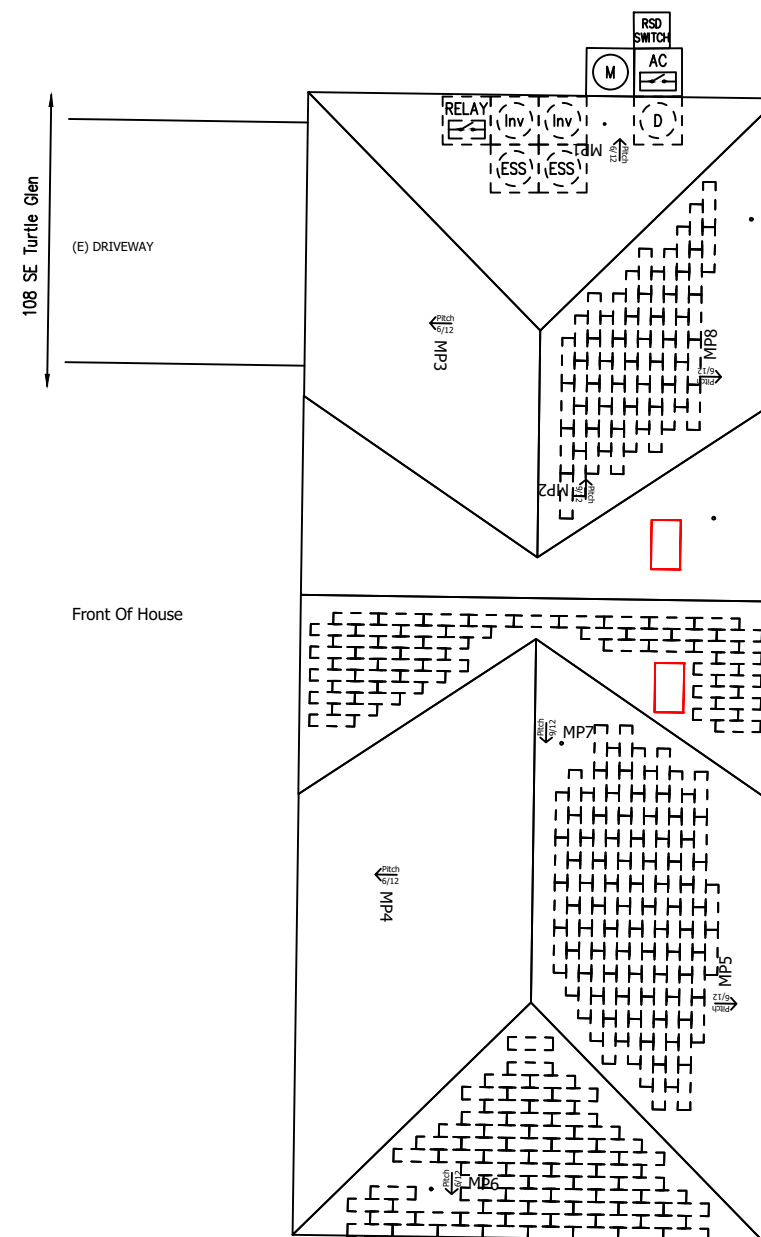 RSD
SWITCH
M
AC
RELAY
Inv
Inv
D
ESS
ESS
MP1
Pitch
6/12
108 SE Turtle Glen
(E) DRIVEWAY
Pitch
6/12
MP3
MP8
6/12
Pitch
MP2
Pitch
9/12
Front Of House
Pitch
9/12
MP7
Pitch
6/12
MP4
MP5
6/12
Pitch
Pitch
6/12
MP6